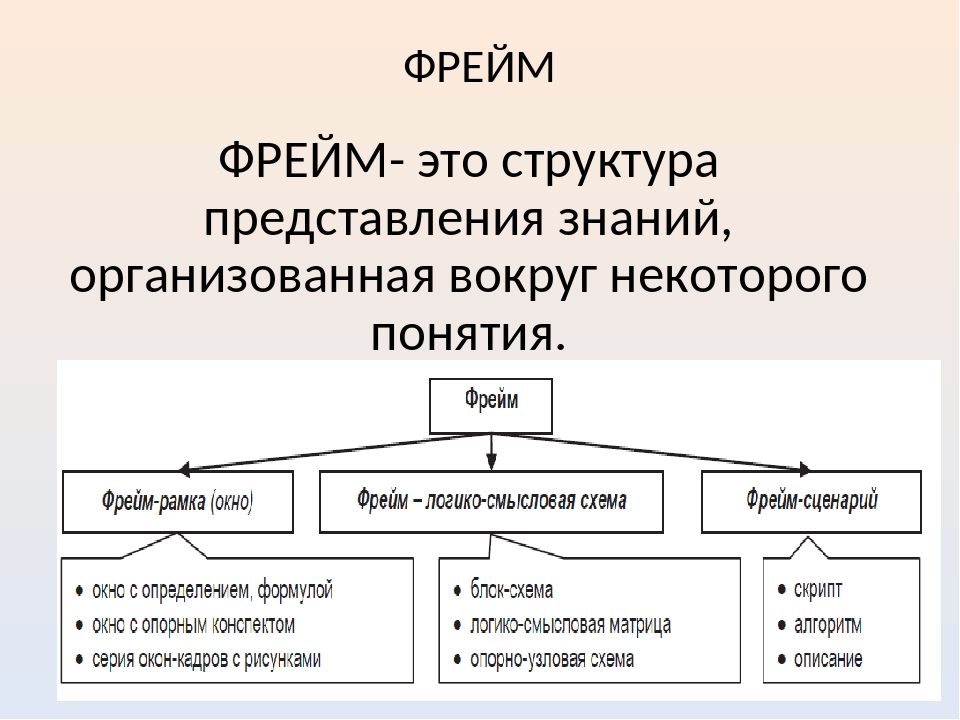 ФРЕЙМ
ФРЕЙМ- это структура
представления знаний,
организованная вокруг некоторого
понятия.
Фрейм
Фрейм-рамка (окно)
Фрейм – логико-смысловая схема
Фрейм-сценарий
• окно с определением, формулой
• окно с опорным конспектом
• серия окон-кадров с рисунками
• блок-схема
• логико-смысловая матрица
• опорно-узловая схема
• скрипт
• алгоритм
• описание